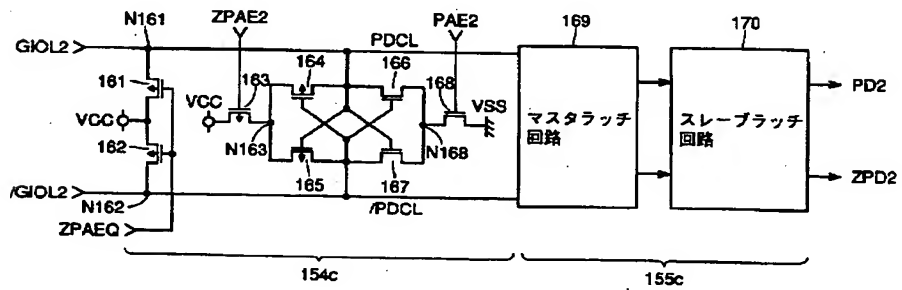 N161
ZPAE2
PAE2
169
170
GIOL2
PDCL
161
163
164
166
168
VSS
PD2
VCC
VCC
マスタラッチ
回路
スレーブラッチ
回路
162
N163
N168
165
167
ZPD2
/GIOL2
/PDCL
N162
ZPAEQ
154c
155c